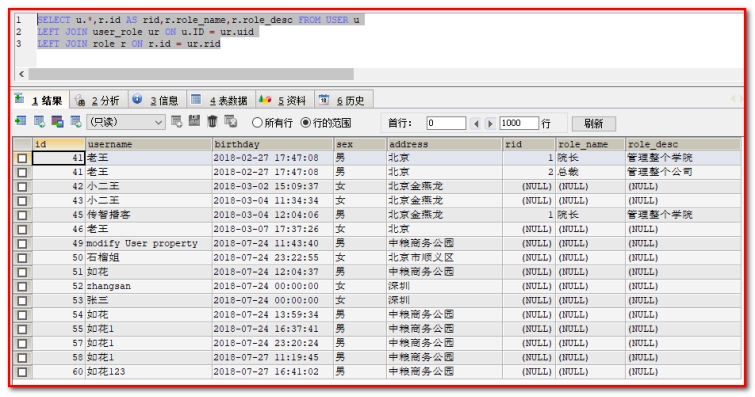 1 SELECT u.*,r.id AS rid,r.role_name,r.role_desc FROM USER u
2 LEFT JOIN user_role ur ON u.ID = ur.uid
3 LEFT JOIN role r ON r.id = ur.rid
1 结果 2 分析 3 信息 4 表数据 5 资料 6 历史
(只读) 所有行 行的范围 首行: 0 1000 行 刷新
id username birthday sex address rid role_name role_desc
41 老王 2018-02-27 17:47:08 男 北京 1 院长 管理整个学院
41 老王 2018-02-27 17:47:08 男 北京 2 总裁 管理整个公司
42 小二王 2018-03-02 15:09:37 女 北京金燕龙 (NULL) (NULL) (NULL)
43 小二王 2018-03-04 11:34:34 女 北京金燕龙 (NULL) (NULL) (NULL)
45 传智播客 2018-03-04 12:04:06 男 北京金燕龙 1 院长 管理整个学院
46 老王 2018-03-07 17:37:26 女 北京 (NULL) (NULL) (NULL)
49 modify User property 2018-07-24 11:43:40 男 中粮商务公园 (NULL) (NULL) (NULL)
50 石榴姐 2018-07-24 23:22:55 女 北京市顺义区 (NULL) (NULL) (NULL)
51 如花 2018-07-24 12:04:37 男 中粮商务公园 (NULL) (NULL) (NULL)
52 zhangsan 2018-07-24 00:00:00 女 深圳 (NULL) (NULL) (NULL)
53 张三 2018-07-24 00:00:00 女 深圳 (NULL) (NULL) (NULL)
54 如花 2018-07-24 13:59:34 男 中粮商务公园 (NULL) (NULL) (NULL)
55 如花1 2018-07-24 16:37:41 男 中粮商务公园 (NULL) (NULL) (NULL)
57 如花1 2018-07-24 23:20:24 男 中粮商务公园 (NULL) (NULL) (NULL)
58 如花1 2018-07-27 11:19:45 男 中粮商务公园 (NULL) (NULL) (NULL)
60 如花123 2018-07-27 16:41:02 男 中粮商务公园 (NULL) (NULL) (NULL)